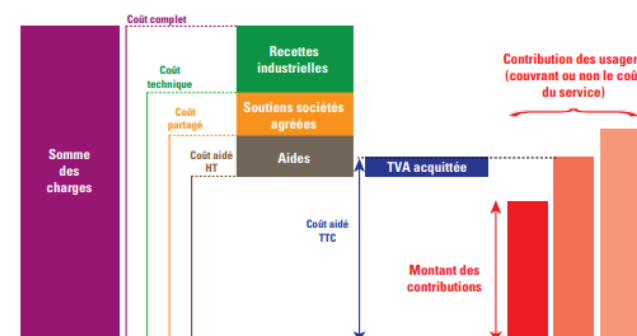 Coût complet
Somme
des
charges
Coût
technique
Coût
partagé
Coût aidé
HT
Recettes
industrielles
Soutiens sociétés
agréées
Aides
TVA acquittée
Coût aidé
TTC
Montant des
contributions
Contribution des usager
(couvrant ou non le coû
du service)